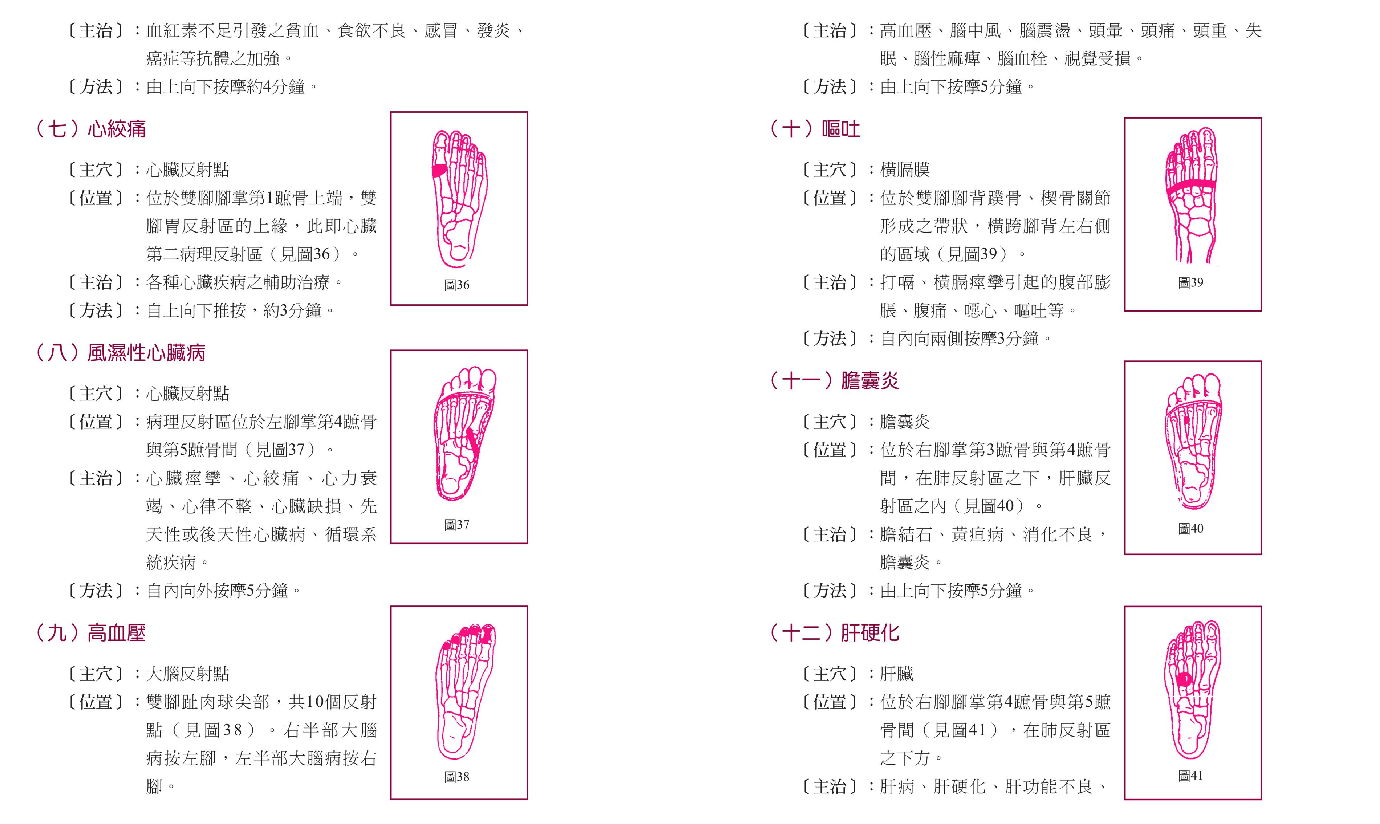 〔主治〕：血紅素不足引發之貧血、食欲不良、感冒、發炎、
癌症等抗體之加強。
〔方法〕：由上向下按摩約4分鐘。
（七）心絞痛
〔主穴〕：心臟反射點
〔位置〕：位於雙腳腳掌第1蹠骨上端，雙
腳胃反射區的上緣，此即心臟
第二病理反射區（見圖36）。
〔主治〕：各種心臟疾病之輔助治療。
〔方法〕：自上向下推按，約3分鐘。
圖36
（八）風濕性心臟病
〔主穴〕：心臟反射點
〔位置〕：病理反射區位於左腳掌第4蹠骨
與第5蹠骨間（見圖37）。
〔主治〕：心臟痙攣、心絞痛、心力衰
竭、心律不整、心臟缺損、先
天性或後天性心臟病、循環系
統疾病。
〔方法〕：自內向外按摩5分鐘。
圖37
（九）高血壓
〔主穴〕：大腦反射點
〔位置〕：雙腳趾肉球尖部，共10個反射
點（見圖38）。右半部大腦
病按左腳，左半部大腦病按右
腳。
圖38
〔主治〕：高血壓、腦中風、腦震盪、頭暈、頭痛、頭重、失
眠、腦性麻痺、腦血栓、視覺受損。
〔方法〕：由上向下按摩5分鐘。
（十）嘔吐
〔主穴〕：橫膈膜
〔位置〕：位於雙腳腳背蹼骨、楔骨關節
形成之帶狀，橫跨腳背左右側
的區域（見圖39）。
〔主治〕：打嗝、橫膈痙攣引起的腹部膨
脹、腹痛、噁心、嘔吐等。
〔方法〕：自內向兩側按摩3分鐘。
圖39
（十一）膽囊炎
〔主穴〕：膽囊炎
〔位置〕：位於右腳掌第3蹠骨與第4蹠骨
間，在肺反射區之下，肝臟反
射區之內（見圖40）。
〔主治〕：膽結石、黃疸病、消化不良，
膽囊炎。
〔方法〕：由上向下按摩5分鐘。
圖40
（十二）肝硬化
〔主穴〕：肝臟
〔位置〕：位於右腳腳掌第4蹠骨與第5蹠
骨間（見圖41），在肺反射區
之下方。
〔主治〕：肝病、肝硬化、肝功能不良、
圖41